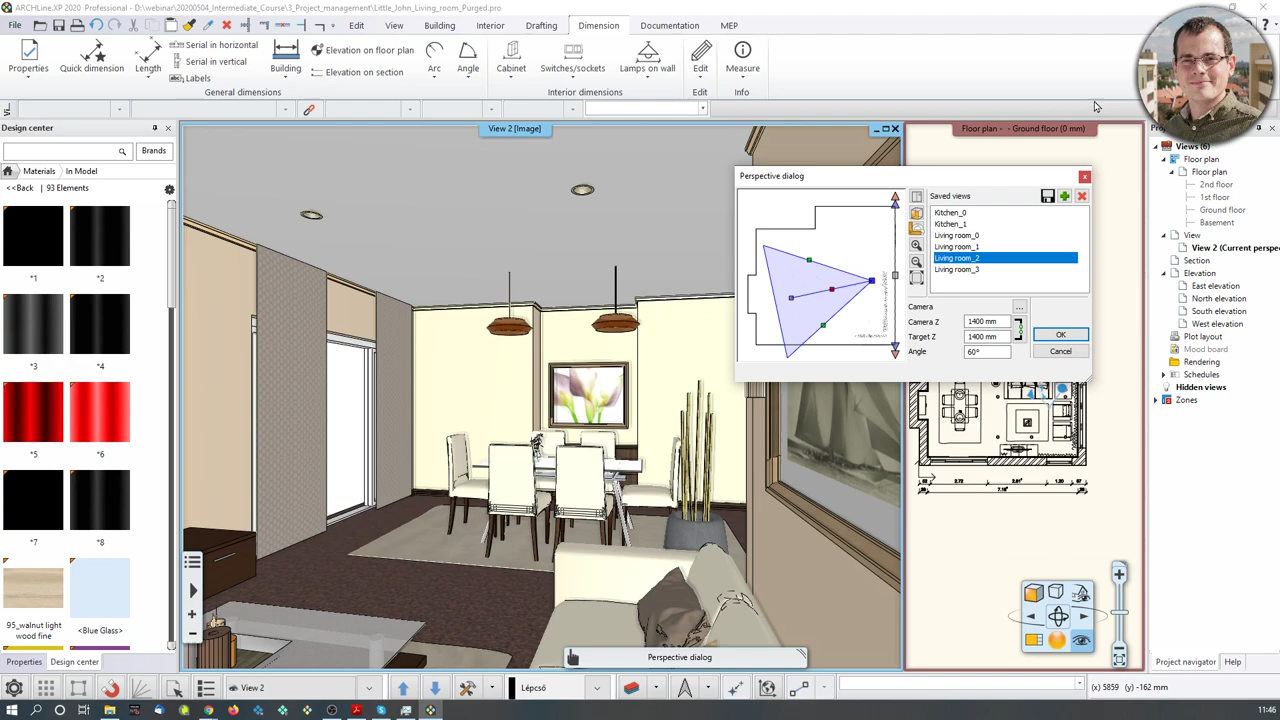 ARCHLine.XP 2020 - D:\webinar\20200504_Intermediate_Course\3_Project_management\Little_John_Living_room_Purged.pro
File
Edit
View
Building
Interior
Drafting
Dimension
Documentation
MEP
Properties
Quick dimension
Length
Serial in horizontal
Serial in vertical
Labels
Building
Elevation on floor plan
Elevation on section
Arc
Angle
Cabinet
Switches/sockets
Lamps on wall
Edit
Measure
General dimensions
Interior dimensions
Edit
Info
Design center
Brands
Materials
In Model
<<Back
93 Elements
*1
*2
*3
*4
*5
*6
*7
*8
95_walnut light wood fine
<Blue Glass>
Properties
Design center
View 2 [Image]
Floor plan - - Ground floor (0 mm)
Perspective dialog
Saved views
Kitchen_0
Kitchen_1
Living room_0
Living room_1
Living room_2
Living room_3
Camera
...
Camera Z
1400 mm
Target Z
1400 mm
Angle
60°
OK
Cancel
Views (6)
Floor plan
Floor plan
2nd floor
1st floor
Ground floor
Basement
View
View 2 (Current perspe
Section
Elevation
East elevation
North elevation
South elevation
West elevation
Plot layout
Mood board
Rendering
Schedules
Hidden views
Zones
Project navigator
Help
Perspective dialog
View 2
Lépcső
(x) 5859 (y) -162 mm
11:46